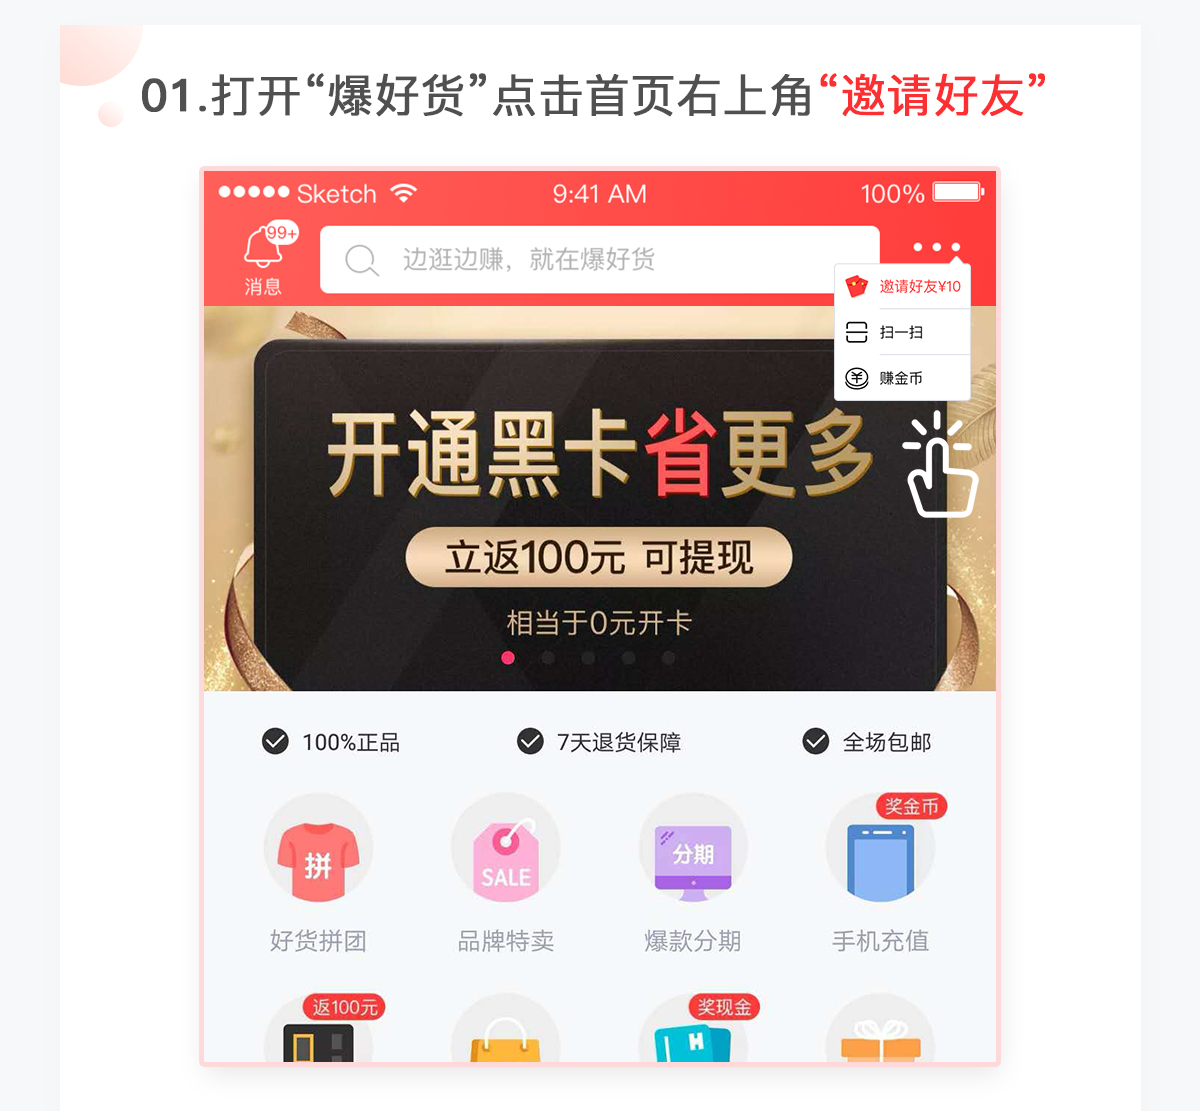 01.打开“爆好货”点击首页右上角“邀请好友”
Sketch 9:41 AM 100%
99+
消息
边逛边赚，就在爆好货
邀请好友¥10
扫一扫
赚金币
开通黑卡省更多
立返100元 可提现
相当于0元开卡
100%正品 7天退货保障 全场包邮
奖金币
拼 SALE 分期
好货拼团 品牌特卖 爆款分期 手机充值
返100元 奖现金
H